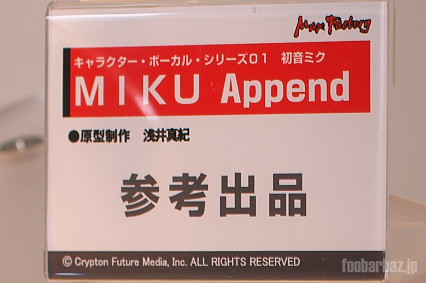 Max Factory
キャラクター・ボーカル・シリーズ01　初音ミク
MIKU Append
●原型制作　浅井真紀
参考出品
© Crypton Future Media, Inc. ALL RIGHTS RESERVED
foobarbaz.jp